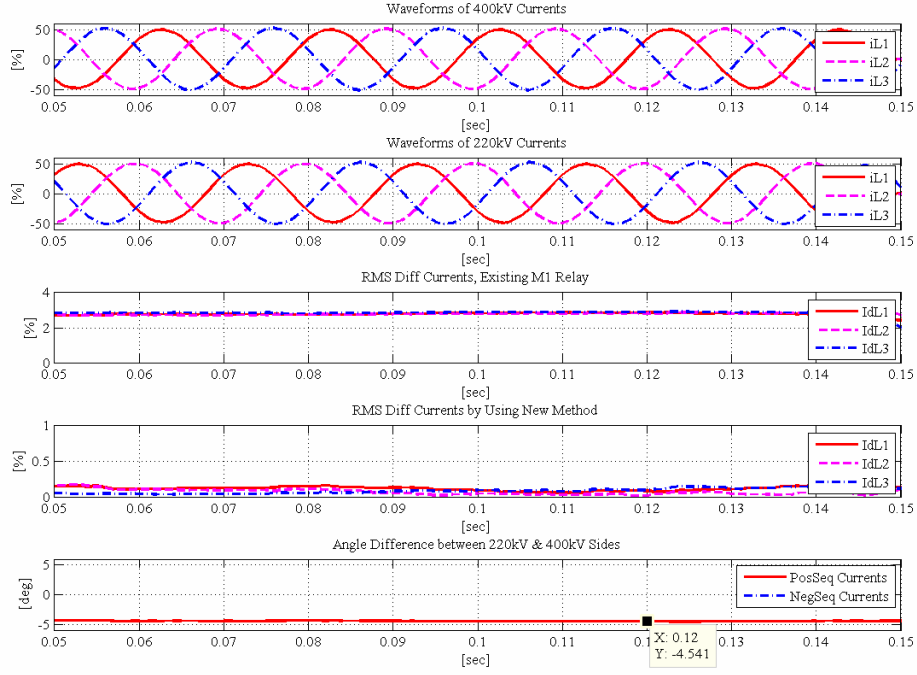 Waveforms of 400kV Currents
[%]
50
0
-50
iL1
iL2
iL3
0.05 0.06 0.07 0.08 0.09 0.1 0.11 0.12 0.13 0.14 0.15
[sec]
Waveforms of 220kV Currents
[%]
50
0
-50
iL1
iL2
iL3
0.05 0.06 0.07 0.08 0.09 0.1 0.11 0.12 0.13 0.14 0.15
[sec]
RMS Diff Currents, Existing M1 Relay
[%]
4
2
0
IdL1
IdL2
IdL3
0.05 0.06 0.07 0.08 0.09 0.1 0.11 0.12 0.13 0.14 0.15
[sec]
RMS Diff Currents by Using New Method
[%]
1
0.5
0
IdL1
IdL2
IdL3
0.05 0.06 0.07 0.08 0.09 0.1 0.11 0.12 0.13 0.14 0.15
[sec]
Angle Difference between 220kV & 400kV Sides
[deg]
5
0
-5
PosSeq Currents
NegSeq Currents
X: 0.12
Y: -4.541
0.05 0.06 0.07 0.08 0.09 0.1 0.11 0.12 0.13 0.14 0.15
[sec]